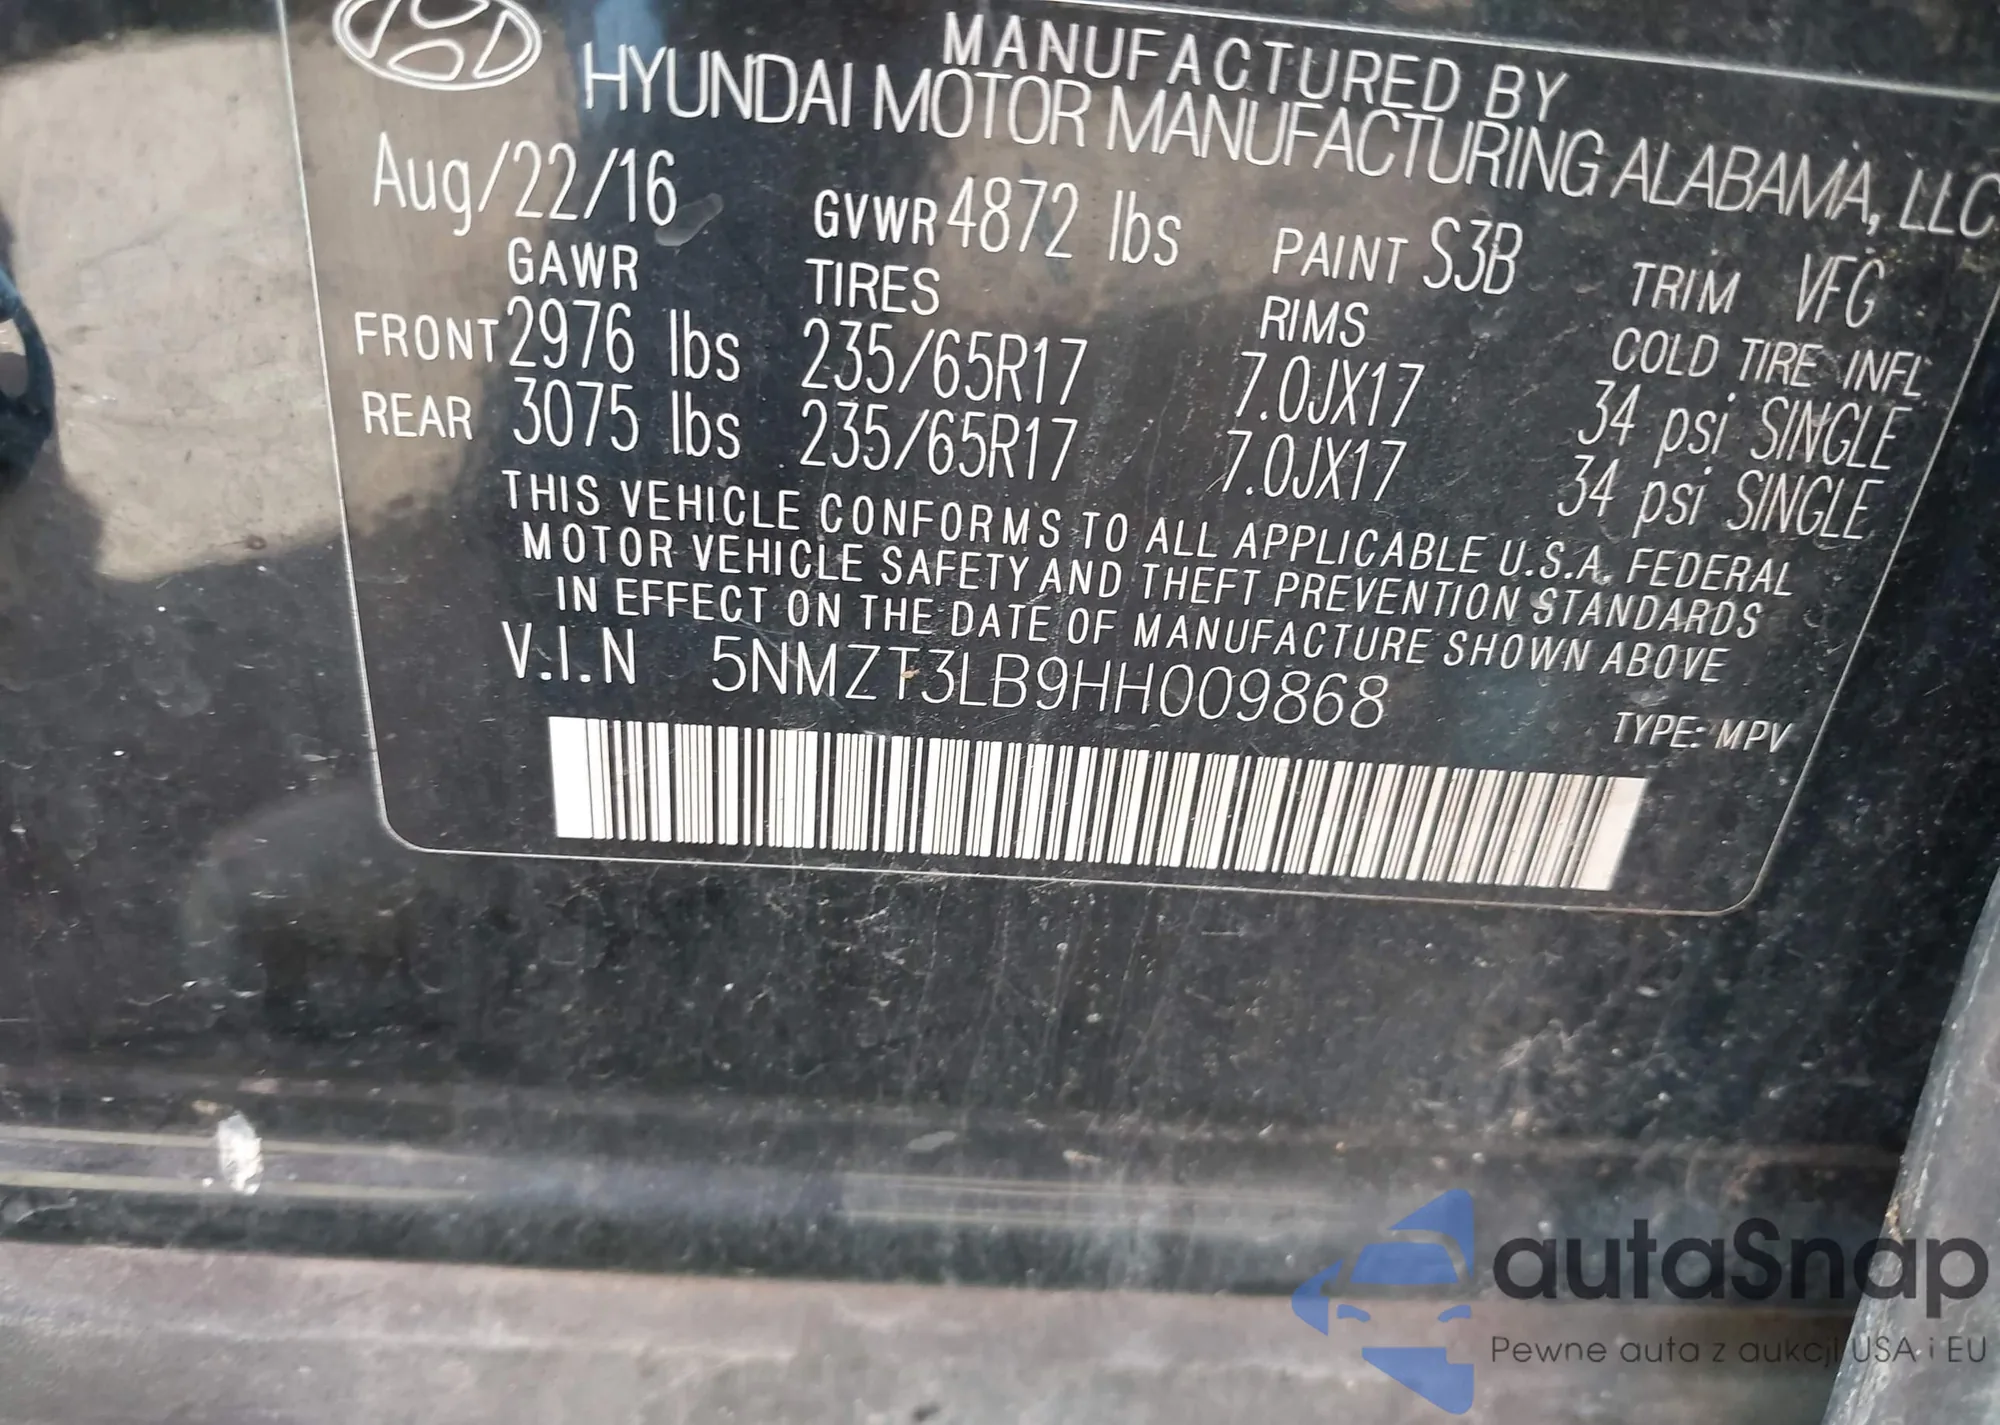 MANUFACTURED BY
HYUNDAI MOTOR MANUFACTURING ALABAMA, LLC
Aug/22/16 GVWR 4872 lbs PAINT S3B TRIM VFG
GAWR TIRES RIMS COLD TIRE INFL
FRONT 2976 lbs 235/65R17 7.0JX17 34 psi SINGLE
REAR 3075 lbs 235/65R17 7.0JX17 34 psi SINGLE
THIS VEHICLE CONFORMS TO ALL APPLICABLE U.S.A. FEDERAL
MOTOR VEHICLE SAFETY AND THEFT PREVENTION STANDARDS
IN EFFECT ON THE DATE OF MANUFACTURE SHOWN ABOVE
V.I.N 5NMZT3LB9HH009868
TYPE: MPV
autaSnap
Pewne auta z aukcji USA i EU